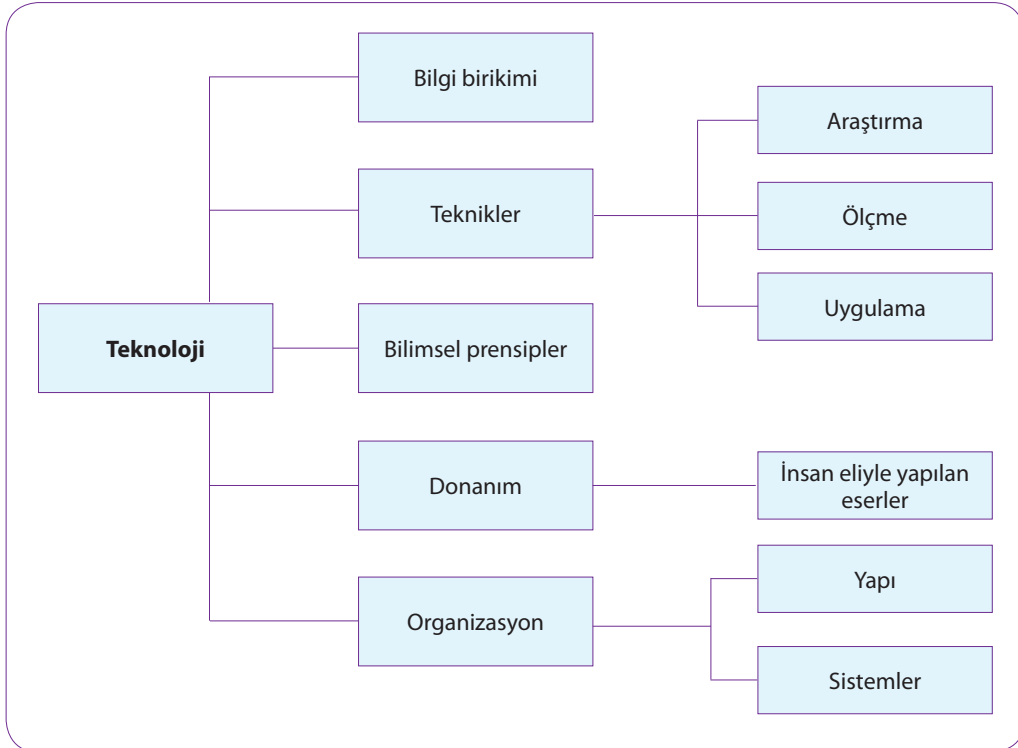 Teknoloji
Bilgi birikimi
Teknikler
Araştırma
Ölçme
Uygulama
Bilimsel prensipler
Donanım
İnsan eliyle yapılan
eserler
Organizasyon
Yapı
Sistemler